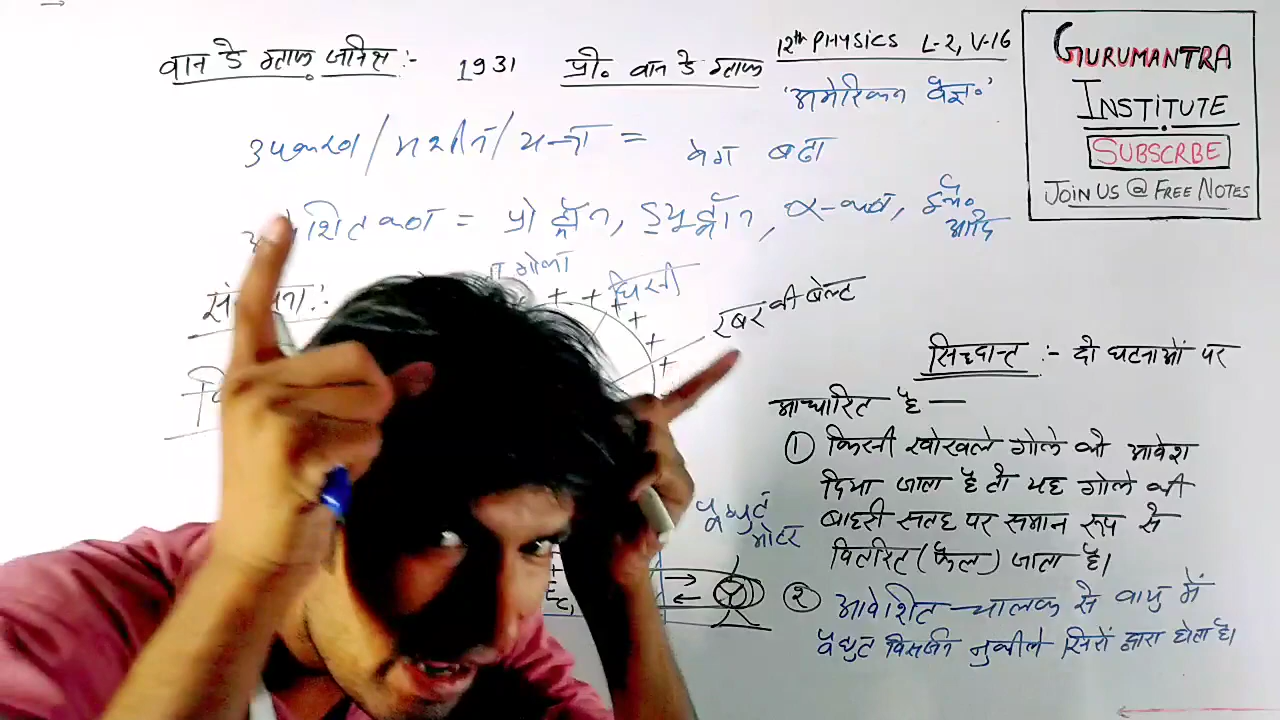 वान डे ग्राफ जनित्र :- 1931 प्रो० वान डे ग्राफ
12th PHYSICS L-2, V-16
'अमेरिकन वैज्ञ०'
GURUMANTRA
INSTITUTE
SUBSCRBE
JOIN US @ FREE NOTES
उपकरण / मशीन / यन्त्र = वेग बढा
शित कण = प्रोट्रॉन, ड्यूट्रॉन, α-कण, इले०
आदि
गोला
घिरनी
रबर की बेल्ट
वैद्युत
मोटर
सिद्धान्त :- दो घटनाओं पर
आधारित है —
① किसी खोखले गोले को आवेश
दिया जाता है तो यह गोले की
बाहरी सतह पर समान रूप से
वितरित (फैल) जाता है।
② आवेशित चालक से वायु में
वैद्युत विसर्जन नुकीले सिरों द्वारा होता है।